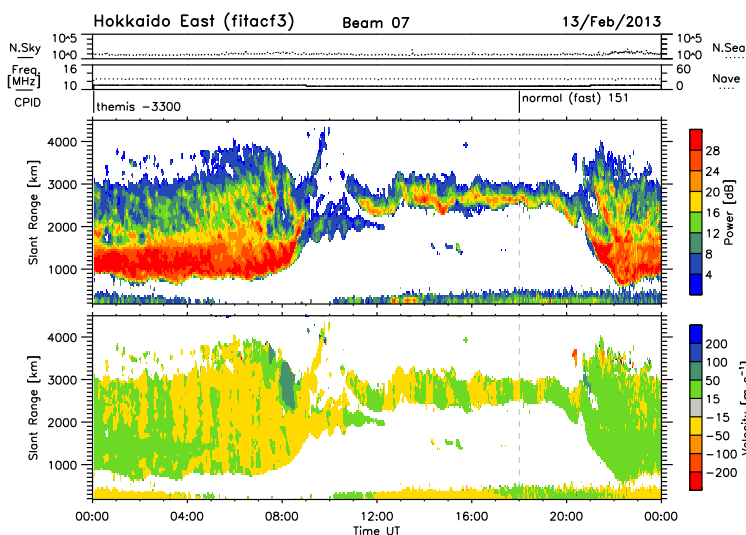 Hokkaido East (fitacf3) Beam 07 13/Feb/2013
N.Sky 10^5 10^0 10^5 10^0 N.Sea
Freq. [MHz] 16 10 60 0 Nave
CPID themis -3300 normal (fast) 151
Slant Range [km] 4000 3000 2000 1000
Power [dB] 28 24 20 16 12 8 4
Slant Range [km] 4000 3000 2000 1000
Velocity [m s^-1] 200 100 50 15 -15 -50 -100 -200
00:00 04:00 08:00 12:00 16:00 20:00 00:00
Time UT